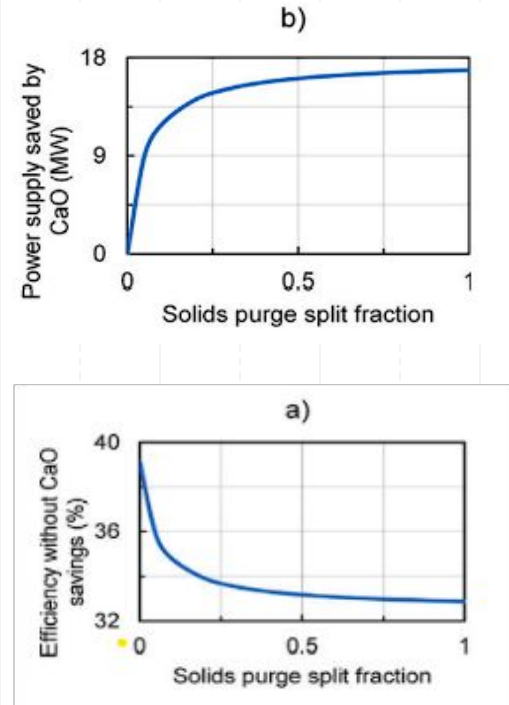 b)
Power supply saved by
CaO (MW)
18
9
0
0
0.5
1
Solids purge split fraction
a)
Efficiency without CaO
savings (%)
40
36
32
0
0.5
1
Solids purge split fraction